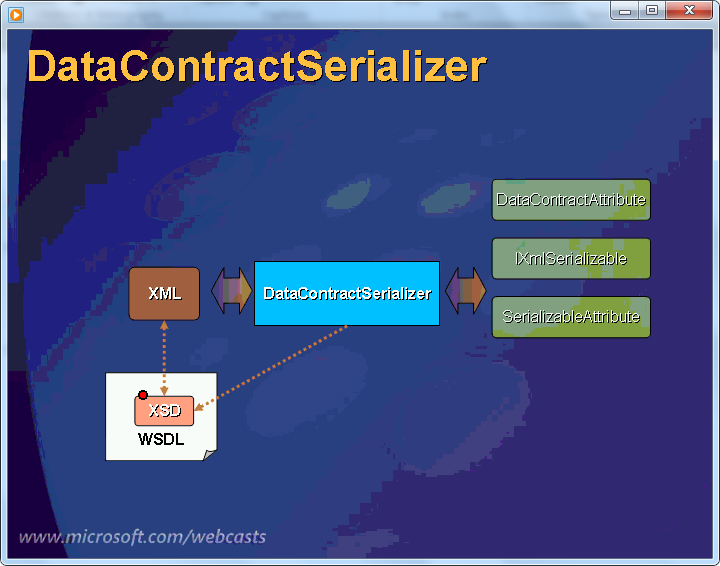 DataContractSerializer
DataContractAttribute
IXmlSerializable
SerializableAttribute
XML
DataContractSerializer
XSD
WSDL
www.microsoft.com/webcasts